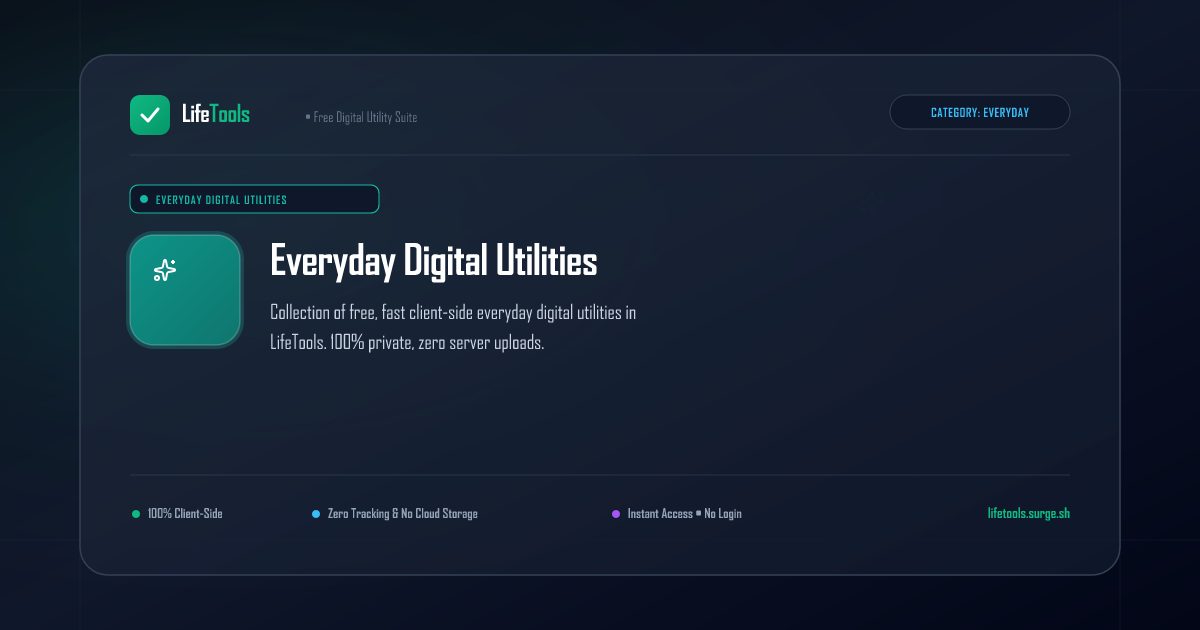 LifeTools
▪ Free Digital Utility Suite
CATEGORY: EVERYDAY
EVERYDAY DIGITAL UTILITIES
Everyday Digital Utilities
Collection of free, fast client-side everyday digital utilities in
LifeTools. 100% private, zero server uploads.
100% Client-Side
Zero Tracking & No Cloud Storage
Instant Access ▪ No Login
lifetools.surge.sh